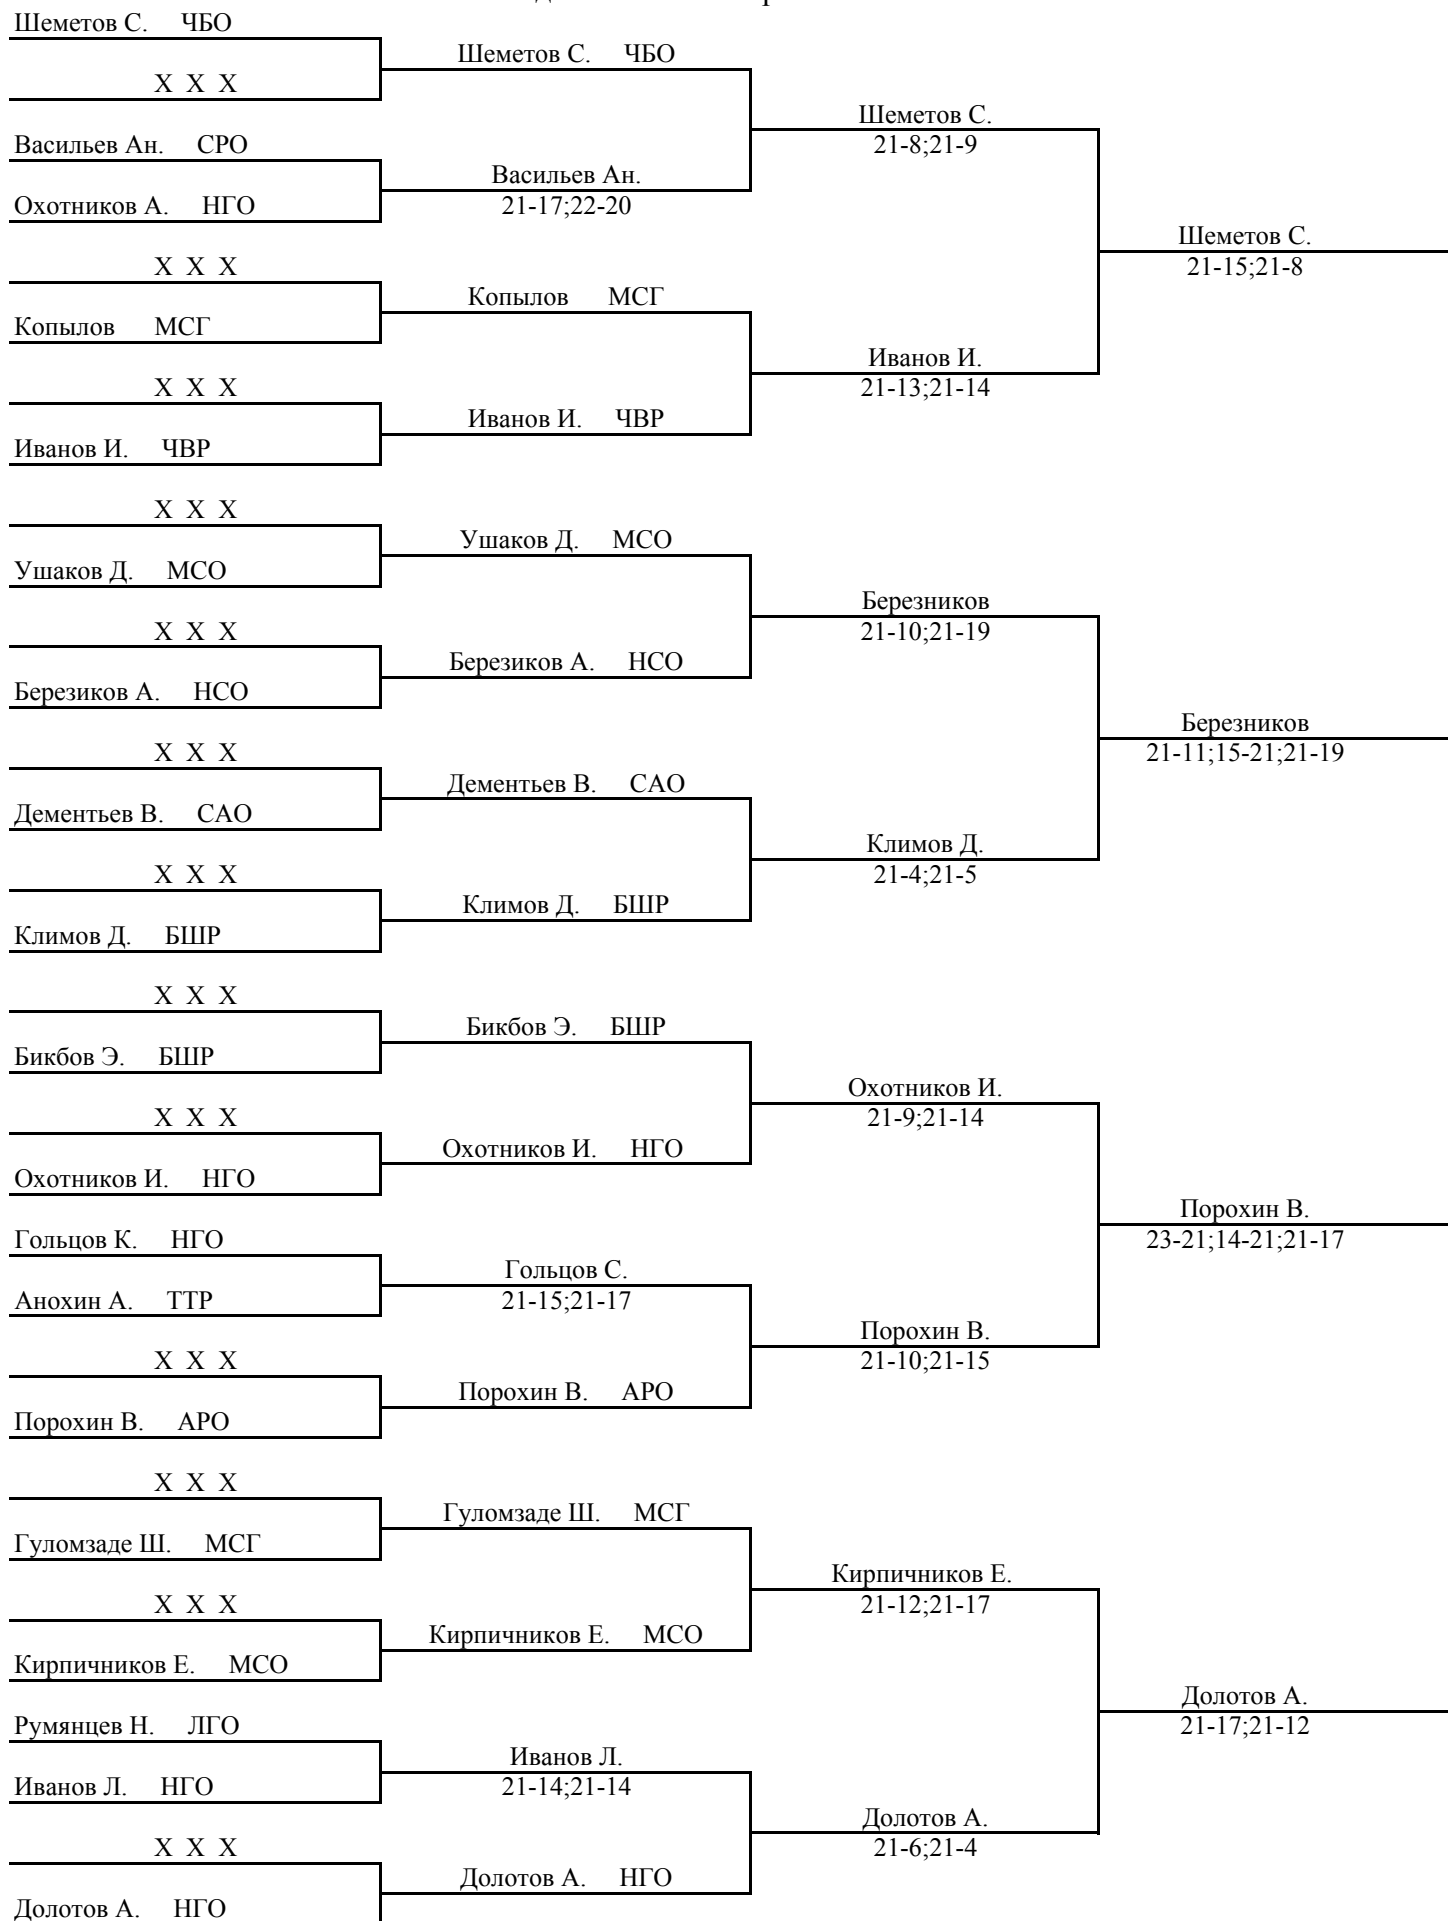 Шеметов С. ЧБО
Х Х Х
Васильев Ан. СРО
Охотников А. НГО
Х Х Х
Копылов МСГ
Х Х Х
Иванов И. ЧВР
Х Х Х
Ушаков Д. МСО
Х Х Х
Березиков А. НСО
Х Х Х
Дементьев В. САО
Х Х Х
Климов Д. БШР
Х Х Х
Бикбов Э. БШР
Х Х Х
Охотников И. НГО
Гольцов К. НГО
Анохин А. ТТР
Х Х Х
Порохин В. АРО
Х Х Х
Гуломзаде Ш. МСГ
Х Х Х
Кирпичников Е. МСО
Румянцев Н. ЛГО
Иванов Л. НГО
Х Х Х
Долотов А. НГО
Шеметов С. ЧБО
Васильев Ан.
21-17;22-20
Копылов МСГ
Иванов И. ЧВР
Ушаков Д. МСО
Березиков А. НСО
Дементьев В. САО
Климов Д. БШР
Бикбов Э. БШР
Охотников И. НГО
Гольцов С.
21-15;21-17
Порохин В. АРО
Гуломзаде Ш. МСГ
Кирпичников Е. МСО
Иванов Л.
21-14;21-14
Долотов А. НГО
Шеметов С.
21-8;21-9
Иванов И.
21-13;21-14
Березников
21-10;21-19
Климов Д.
21-4;21-5
Охотников И.
21-9;21-14
Порохин В.
21-10;21-15
Кирпичников Е.
21-12;21-17
Долотов А.
21-6;21-4
Шеметов С.
21-15;21-8
Березников
21-11;15-21;21-19
Порохин В.
23-21;14-21;21-17
Долотов А.
21-17;21-12